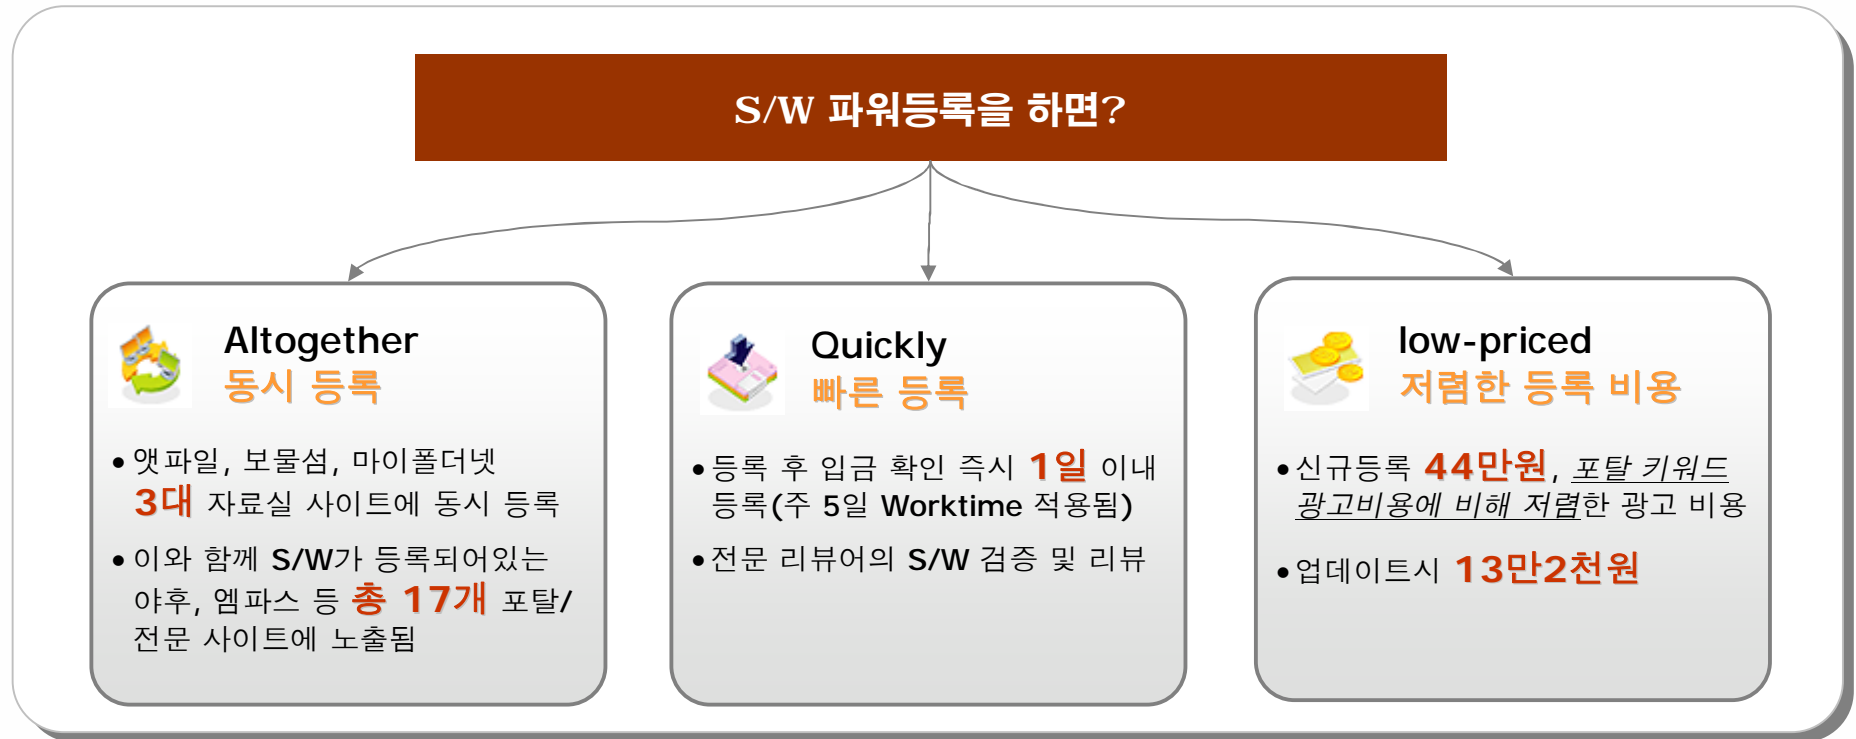 S/W 파워등록을 하면?
Altogether
동시 등록
•앳파일, 보물섬, 마이폴더넷
3대 자료실 사이트에 동시 등록
•이와 함께 S/W가 등록되어있는
야후, 엠파스 등 총 17개 포탈/
전문 사이트에 노출됨
Quickly
빠른 등록
•등록 후 입금 확인 즉시 1일 이내
등록(주 5일 Worktime 적용됨)
•전문 리뷰어의 S/W 검증 및 리뷰
low-priced
저렴한 등록 비용
•신규등록 44만원, 포탈 키워드
광고비용에 비해 저렴한 광고 비용
•업데이트시 13만2천원